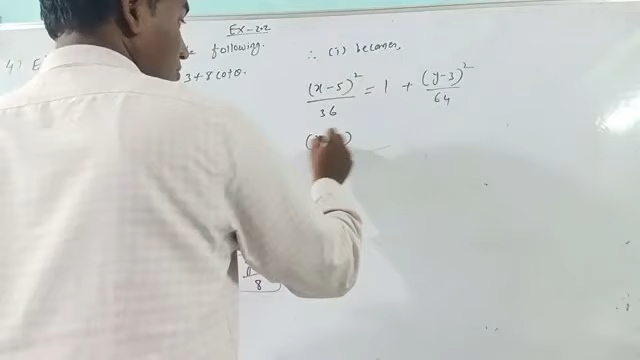 Ex-2.2
4) E
following.
3 + 8 cot θ.
∴ (i) becomes,
(x-5)² / 36 = 1 + (y-3)² / 64
8